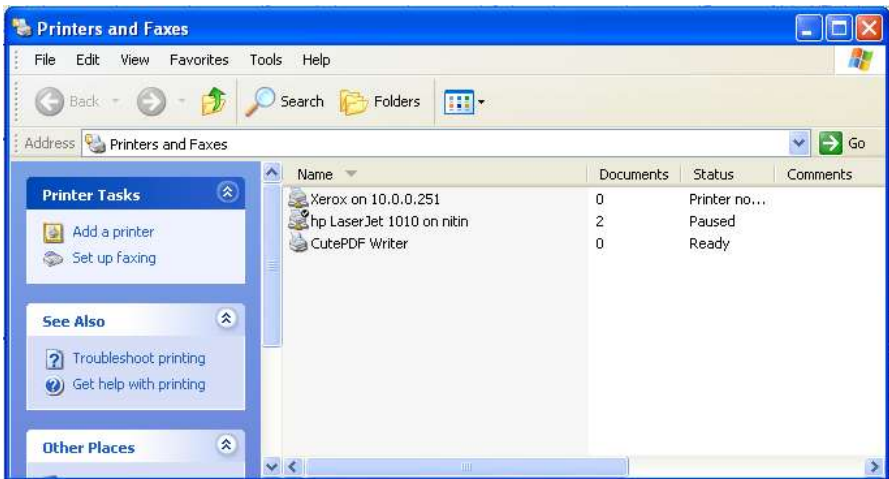 Printers and Faxes
File Edit View Favorites Tools Help
Back Search Folders
Address Printers and Faxes Go
Printer Tasks
Add a printer
Set up faxing
See Also
Troubleshoot printing
Get help with printing
Other Places
Name Documents Status Comments
Xerox on 10.0.0.251 0 Printer no...
hp LaserJet 1010 on nitin 2 Paused
CutePDF Writer 0 Ready